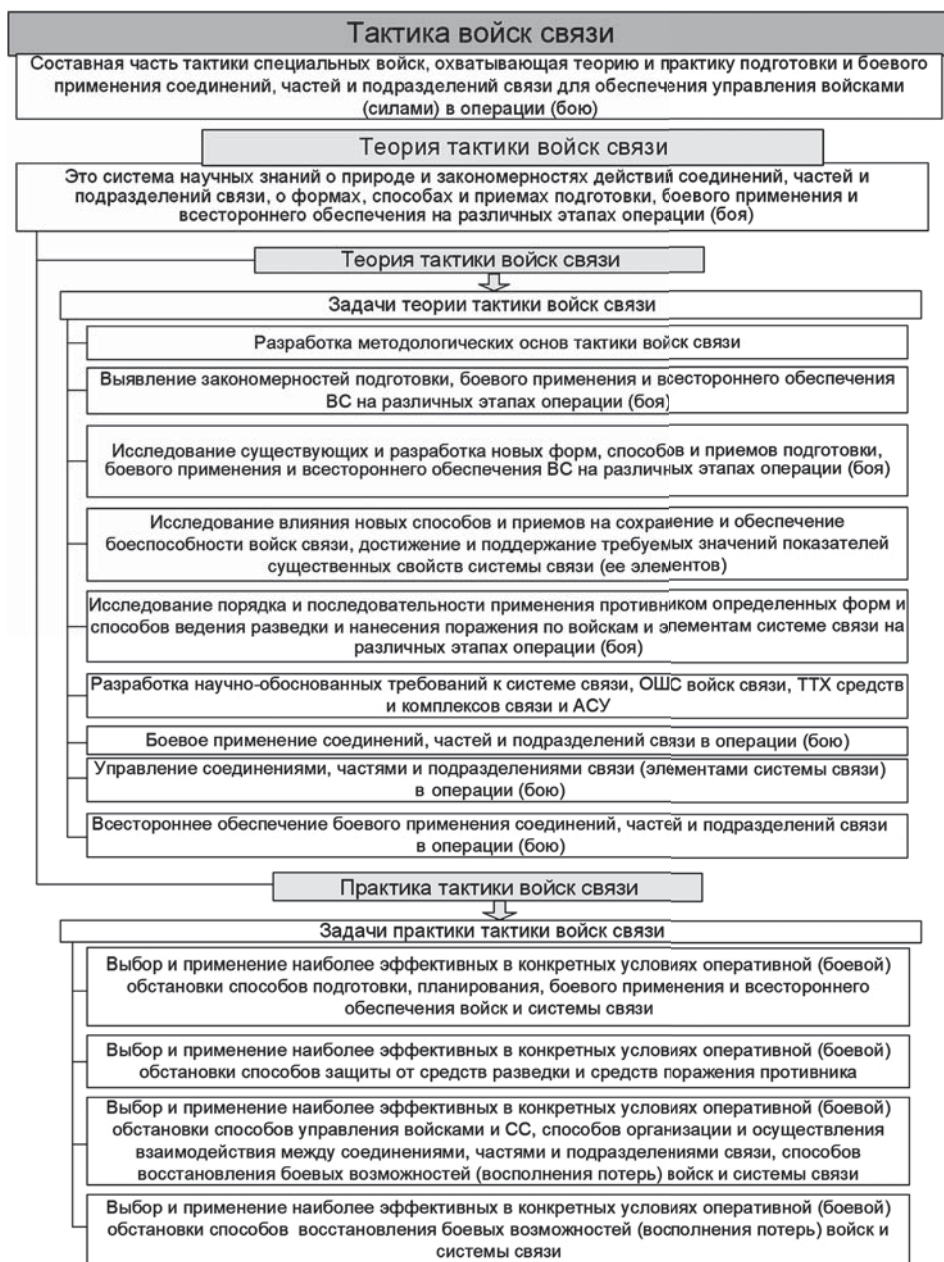 Тактика войск связи
Составная часть тактики специальных войск, охватывающая теорию и практику подготовки и боевого
применения соединений, частей и подразделений связи для обеспечения управления войсками
(силами) в операции (бою)
Теория тактики войск связи
Это система научных знаний о природе и закономерностях действий соединений, частей и
подразделений связи, о формах, способах и приемах подготовки, боевого применения и
всестороннего обеспечения на различных этапах операции (боя)
Теория тактики войск связи
Задачи теории тактики войск связи
Разработка методологических основ тактики войск связи
Выявление закономерностей подготовки, боевого применения и всестороннего обеспечения
ВС на различных этапах операции (боя)
Исследование существующих и разработка новых форм, способов и приемов подготовки,
боевого применения и всестороннего обеспечения ВС на различных этапах операции (боя)
Исследование влияния новых способов и приемов на сохранение и обеспечение
боеспособности войск связи, достижение и поддержание требуемых значений показателей
существенных свойств системы связи (ее элементов)
Исследование порядка и последовательности применения противником определенных форм и
способов ведения разведки и нанесения поражения по войскам и элементам системе связи на
различных этапах операции (боя)
Разработка научно-обоснованных требований к системе связи, ОШС войск связи, ТТХ средств
и комплексов связи и АСУ
Боевое применение соединений, частей и подразделений связи в операции (бою)
Управление соединениями, частями и подразделениями связи (элементами системы связи)
в операции (бою)
Всестороннее обеспечение боевого применения соединений, частей и подразделений связи
в операции (бою)
Практика тактики войск связи
Задачи практики тактики войск связи
Выбор и применение наиболее эффективных в конкретных условиях оперативной (боевой)
обстановки способов подготовки, планирования, боевого применения и всестороннего
обеспечения войск и системы связи
Выбор и применение наиболее эффективных в конкретных условиях оперативной (боевой)
обстановки способов защиты от средств разведки и средств поражения противника
Выбор и применение наиболее эффективных в конкретных условиях оперативной (боевой)
обстановки способов управления войсками и СС, способов организации и осуществления
взаимодействия между соединениями, частями и подразделениями связи, способов
восстановления боевых возможностей (восполнения потерь) войск и системы связи
Выбор и применение наиболее эффективных в конкретных условиях оперативной (боевой)
обстановки способов восстановления боевых возможностей (восполнения потерь) войск и
системы связи